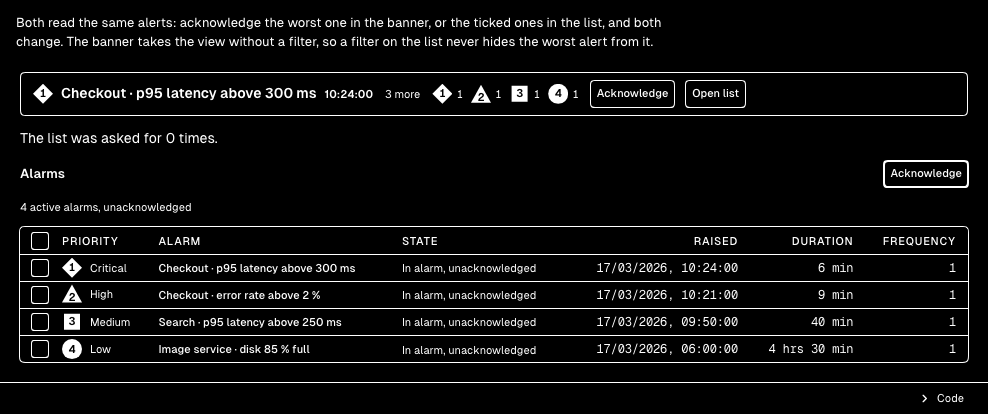 Both read the same alerts: acknowledge the worst one in the banner, or the ticked ones in the list, and both
change. The banner takes the view without a filter, so a filter on the list never hides the worst alert from it.
1 Checkout · p95 latency above 300 ms 10:24:00 3 more 1 1 2 1 3 1 4 1 Acknowledge Open list
The list was asked for 0 times.
Alarms Acknowledge
4 active alarms, unacknowledged
PRIORITY ALARM STATE RAISED DURATION FREQUENCY
1 Critical Checkout · p95 latency above 300 ms In alarm, unacknowledged 17/03/2026, 10:24:00 6 min 1
2 High Checkout · error rate above 2 % In alarm, unacknowledged 17/03/2026, 10:21:00 9 min 1
3 Medium Search · p95 latency above 250 ms In alarm, unacknowledged 17/03/2026, 09:50:00 40 min 1
4 Low Image service · disk 85 % full In alarm, unacknowledged 17/03/2026, 06:00:00 4 hrs 30 min 1
Code